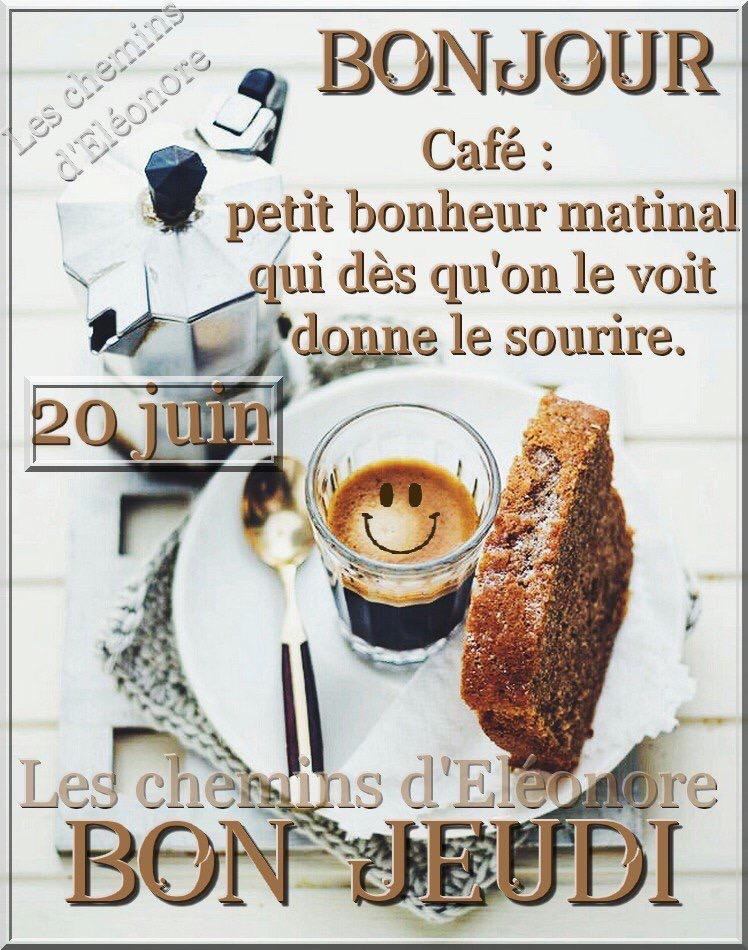 Les chemins
d'Eléonore
BONJOUR
Café :
petit bonheur matinal
qui dès qu'on le voit
donne le sourire.
20 juin
Les chemins d'Eléonore
BON JEUDI